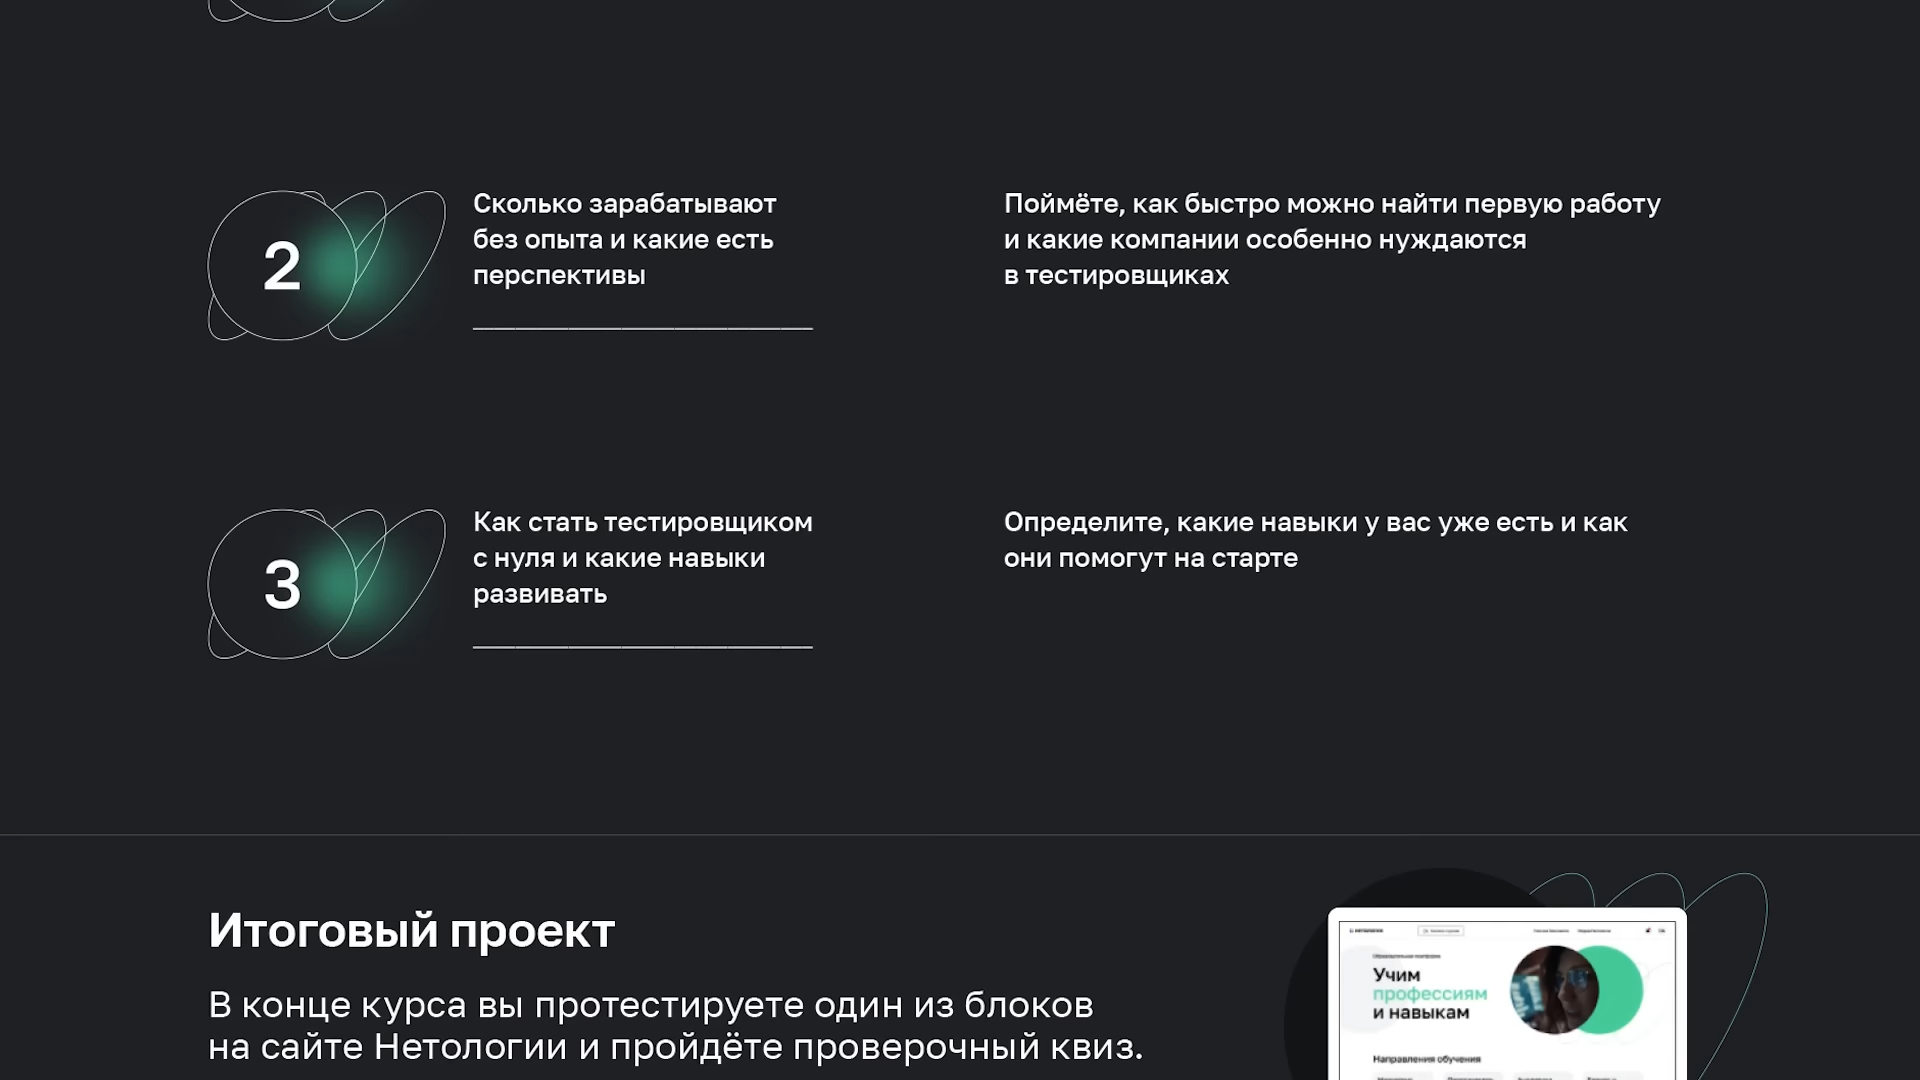 2
Сколько зарабатывают
без опыта и какие есть
перспективы
Поймёте, как быстро можно найти первую работу
и какие компании особенно нуждаются
в тестировщиках
3
Как стать тестировщиком
с нуля и какие навыки
развивать
Определите, какие навыки у вас уже есть и как
они помогут на старте
Итоговый проект
В конце курса вы протестируете один из блоков
на сайте Нетологии и пройдёте проверочный квиз.
Учим
профессиям
и навыкам
Направления обучения